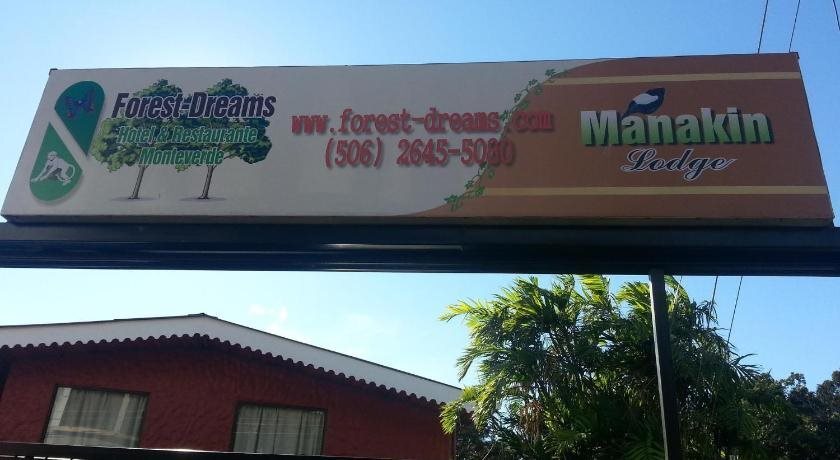 Forest-Dreams
Hotel & Restaurante
Monteverde
www.forest-dreams.com
(506) 2645-5080
Manakin
Lodge